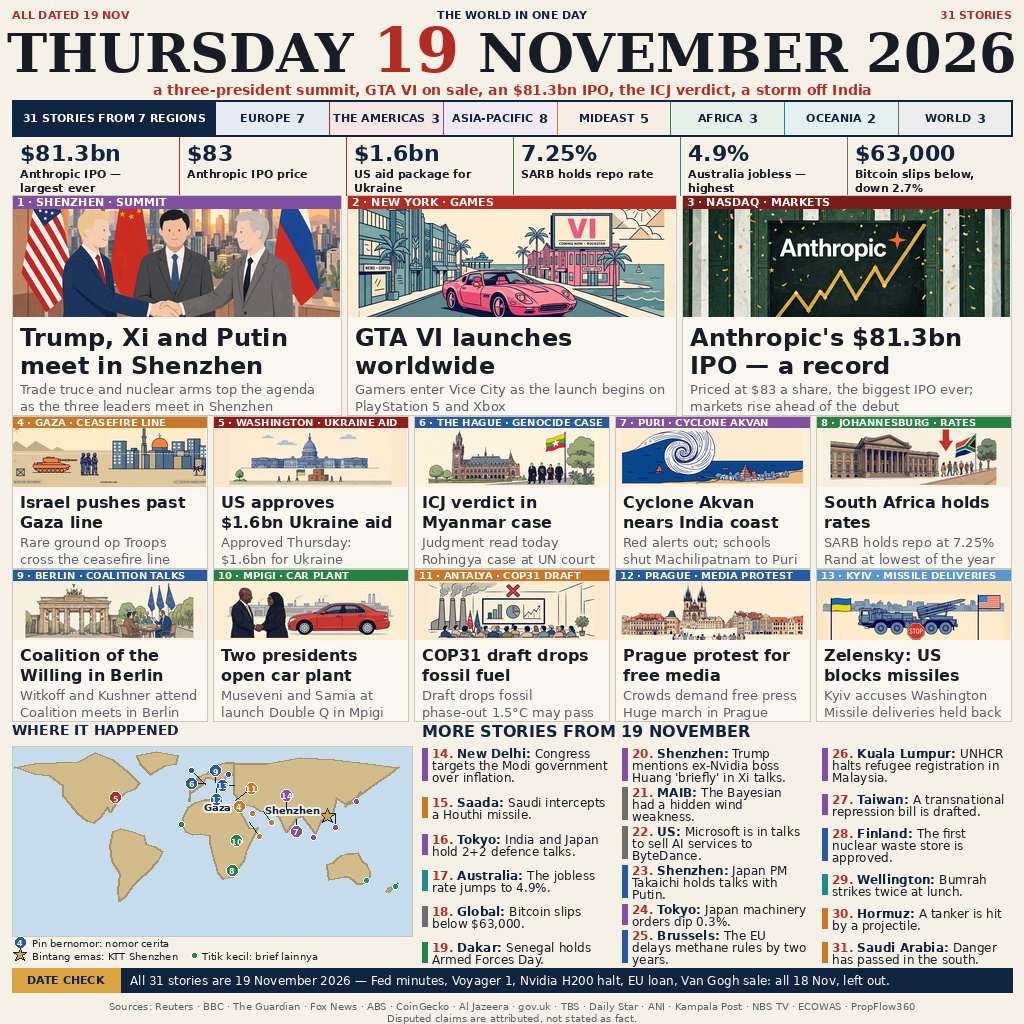 ALL DATED 19 NOV
THE WORLD IN ONE DAY
31 STORIES
THURSDAY 19 NOVEMBER 2026
a three-president summit, GTA VI on sale, an $81.3bn IPO, the ICJ verdict, a storm off India
31 STORIES FROM 7 REGIONS
EUROPE 7
THE AMERICAS 3
ASIA-PACIFIC 8
MIDEAST 5
AFRICA 3
OCEANIA 2
WORLD 3
$81.3bn
Anthropic IPO —
largest ever
$83
Anthropic IPO price
$1.6bn
US aid package for
Ukraine
7.25%
SARB holds repo rate
4.9%
Australia jobless —
highest
$63,000
Bitcoin slips below,
down 2.7%
1 · SHENZHEN · SUMMIT
Trump, Xi and Putin
meet in Shenzhen
Trade truce and nuclear arms top the agenda
as the three leaders meet in Shenzhen
2 · NEW YORK · GAMES
NEWS • COFFEE
VI
COMING NOW • ROCKSTAR
GTA VI launches
worldwide
Gamers enter Vice City as the launch begins on
PlayStation 5 and Xbox
3 · NASDAQ · MARKETS
Anthropic
Anthropic's $81.3bn
IPO — a record
Priced at $83 a share, the biggest IPO ever;
markets rise ahead of the debut
4 · GAZA · CEASEFIRE LINE
Israel pushes past
Gaza line
Rare ground op Troops
cross the ceasefire line
5 · WASHINGTON · UKRAINE AID
US approves
$1.6bn Ukraine aid
Approved Thursday:
$1.6bn for Ukraine
6 · THE HAGUE · GENOCIDE CASE
ICJ verdict in
Myanmar case
Judgment read today
Rohingya case at UN court
7 · PURI · CYCLONE AKVAN
Cyclone Akvan
nears India coast
Red alerts out; schools
shut Machilipatnam to Puri
8 · JOHANNESBURG · RATES
South Africa holds
rates
SARB holds repo at 7.25%
Rand at lowest of the year
9 · BERLIN · COALITION TALKS
Coalition of the
Willing in Berlin
Witkoff and Kushner attend
Coalition meets in Berlin
10 · MPIGI · CAR PLANT
Two presidents
open car plant
Museveni and Samia at
launch Double Q in Mpigi
11 · ANTALYA · COP31 DRAFT
COP31 draft drops
fossil fuel
Draft drops fossil
phase-out 1.5°C may pass
12 · PRAGUE · MEDIA PROTEST
Prague protest for
free media
Crowds demand free press
Huge march in Prague
13 · KYIV · MISSILE DELIVERIES
STOP
Zelensky: US
blocks missiles
Kyiv accuses Washington
Missile deliveries held back
WHERE IT HAPPENED
5
9
6
13
12
11
Gaza
4
14
Shenzhen
7
10
8
4 Pin bernomor: nomor cerita
Bintang emas: KTT Shenzhen
Titik kecil: brief lainnya
MORE STORIES FROM 19 NOVEMBER
14. New Delhi: Congress
targets the Modi government
over inflation.
15. Saada: Saudi intercepts
a Houthi missile.
16. Tokyo: India and Japan
hold 2+2 defence talks.
17. Australia: The jobless
rate jumps to 4.9%.
18. Global: Bitcoin slips
below $63,000.
19. Dakar: Senegal holds
Armed Forces Day.
20. Shenzhen: Trump
mentions ex-Nvidia boss
Huang 'briefly' in Xi talks.
21. MAIB: The Bayesian
had a hidden wind
weakness.
22. US: Microsoft is in talks
to sell AI services to
ByteDance.
23. Shenzhen: Japan PM
Takaichi holds talks with
Putin.
24. Tokyo: Japan machinery
orders dip 0.3%.
25. Brussels: The EU
delays methane rules by two
years.
26. Kuala Lumpur: UNHCR
halts refugee registration in
Malaysia.
27. Taiwan: A transnational
repression bill is drafted.
28. Finland: The first
nuclear waste store is
approved.
29. Wellington: Bumrah
strikes twice at lunch.
30. Hormuz: A tanker is hit
by a projectile.
31. Saudi Arabia: Danger
has passed in the south.
DATE CHECK
All 31 stories are 19 November 2026 — Fed minutes, Voyager 1, Nvidia H200 halt, EU loan, Van Gogh sale: all 18 Nov, left out.
Sources: Reuters · BBC · The Guardian · Fox News · ABS · CoinGecko · Al Jazeera · gov.uk · TBS · Daily Star · ANI · Kampala Post · NBS TV · ECOWAS · PropFlow360
Disputed claims are attributed, not stated as fact.